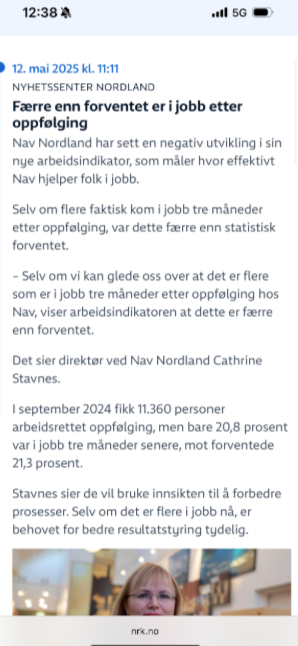 12:38
5G
12. mai 2025 kl. 11:11
NYHETSSENTER NORDLAND
Færre enn forventet er i jobb etter
oppfølging
Nav Nordland har sett en negativ utvikling i sin
nye arbeidsindikator, som måler hvor effektivt
Nav hjelper folk i jobb.
Selv om flere faktisk kom i jobb tre måneder
etter oppfølging, var dette færre enn statistisk
forventet.
– Selv om vi kan glede oss over at det er flere
som er i jobb tre måneder etter oppfølging hos
Nav, viser arbeidsindikatoren at dette er færre
enn forventet.
Det sier direktør ved Nav Nordland Cathrine
Stavnes.
I september 2024 fikk 11.360 personer
arbeidsrettet oppfølging, men bare 20,8 prosent
var i jobb tre måneder senere, mot forventede
21,3 prosent.
Stavnes sier de vil bruke innsikten til å forbedre
prosesser. Selv om det er flere i jobb nå, er
behovet for bedre resultatstyring tydelig.
nrk.no